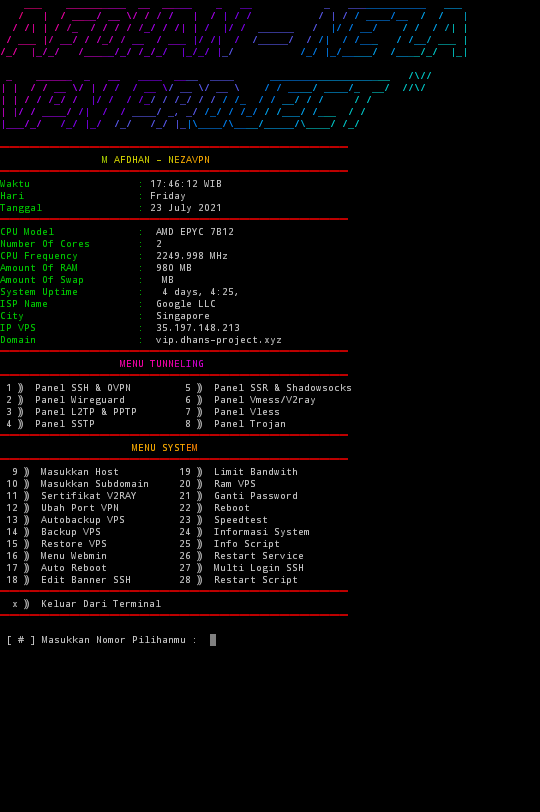 AFDHAN-NEZA
VPN PROJECT
M AFDHAN - NEZAVPN
Waktu : 17:46:12 WIB
Hari : Friday
Tanggal : 23 July 2021
CPU Model : AMD EPYC 7B12
Number Of Cores : 2
CPU Frequency : 2249.998 MHz
Amount Of RAM : 980 MB
Amount Of Swap : MB
System Uptime : 4 days, 4:25,
ISP Name : Google LLC
City : Singapore
IP VPS : 35.197.148.213
Domain : vip.dhans-project.xyz
MENU TUNNELING
1 ⟫ Panel SSH & OVPN 5 ⟫ Panel SSR & Shadowsocks
2 ⟫ Panel Wireguard 6 ⟫ Panel Vmess/V2ray
3 ⟫ Panel L2TP & PPTP 7 ⟫ Panel Vless
4 ⟫ Panel SSTP 8 ⟫ Panel Trojan
MENU SYSTEM
9 ⟫ Masukkan Host 19 ⟫ Limit Bandwith
10 ⟫ Masukkan Subdomain 20 ⟫ Ram VPS
11 ⟫ Sertifikat V2RAY 21 ⟫ Ganti Password
12 ⟫ Ubah Port VPN 22 ⟫ Reboot
13 ⟫ Autobackup VPS 23 ⟫ Speedtest
14 ⟫ Backup VPS 24 ⟫ Informasi System
15 ⟫ Restore VPS 25 ⟫ Info Script
16 ⟫ Menu Webmin 26 ⟫ Restart Service
17 ⟫ Auto Reboot 27 ⟫ Multi Login SSH
18 ⟫ Edit Banner SSH 28 ⟫ Restart Script
x ⟫ Keluar Dari Terminal
[ # ] Masukkan Nomor Pilihanmu :